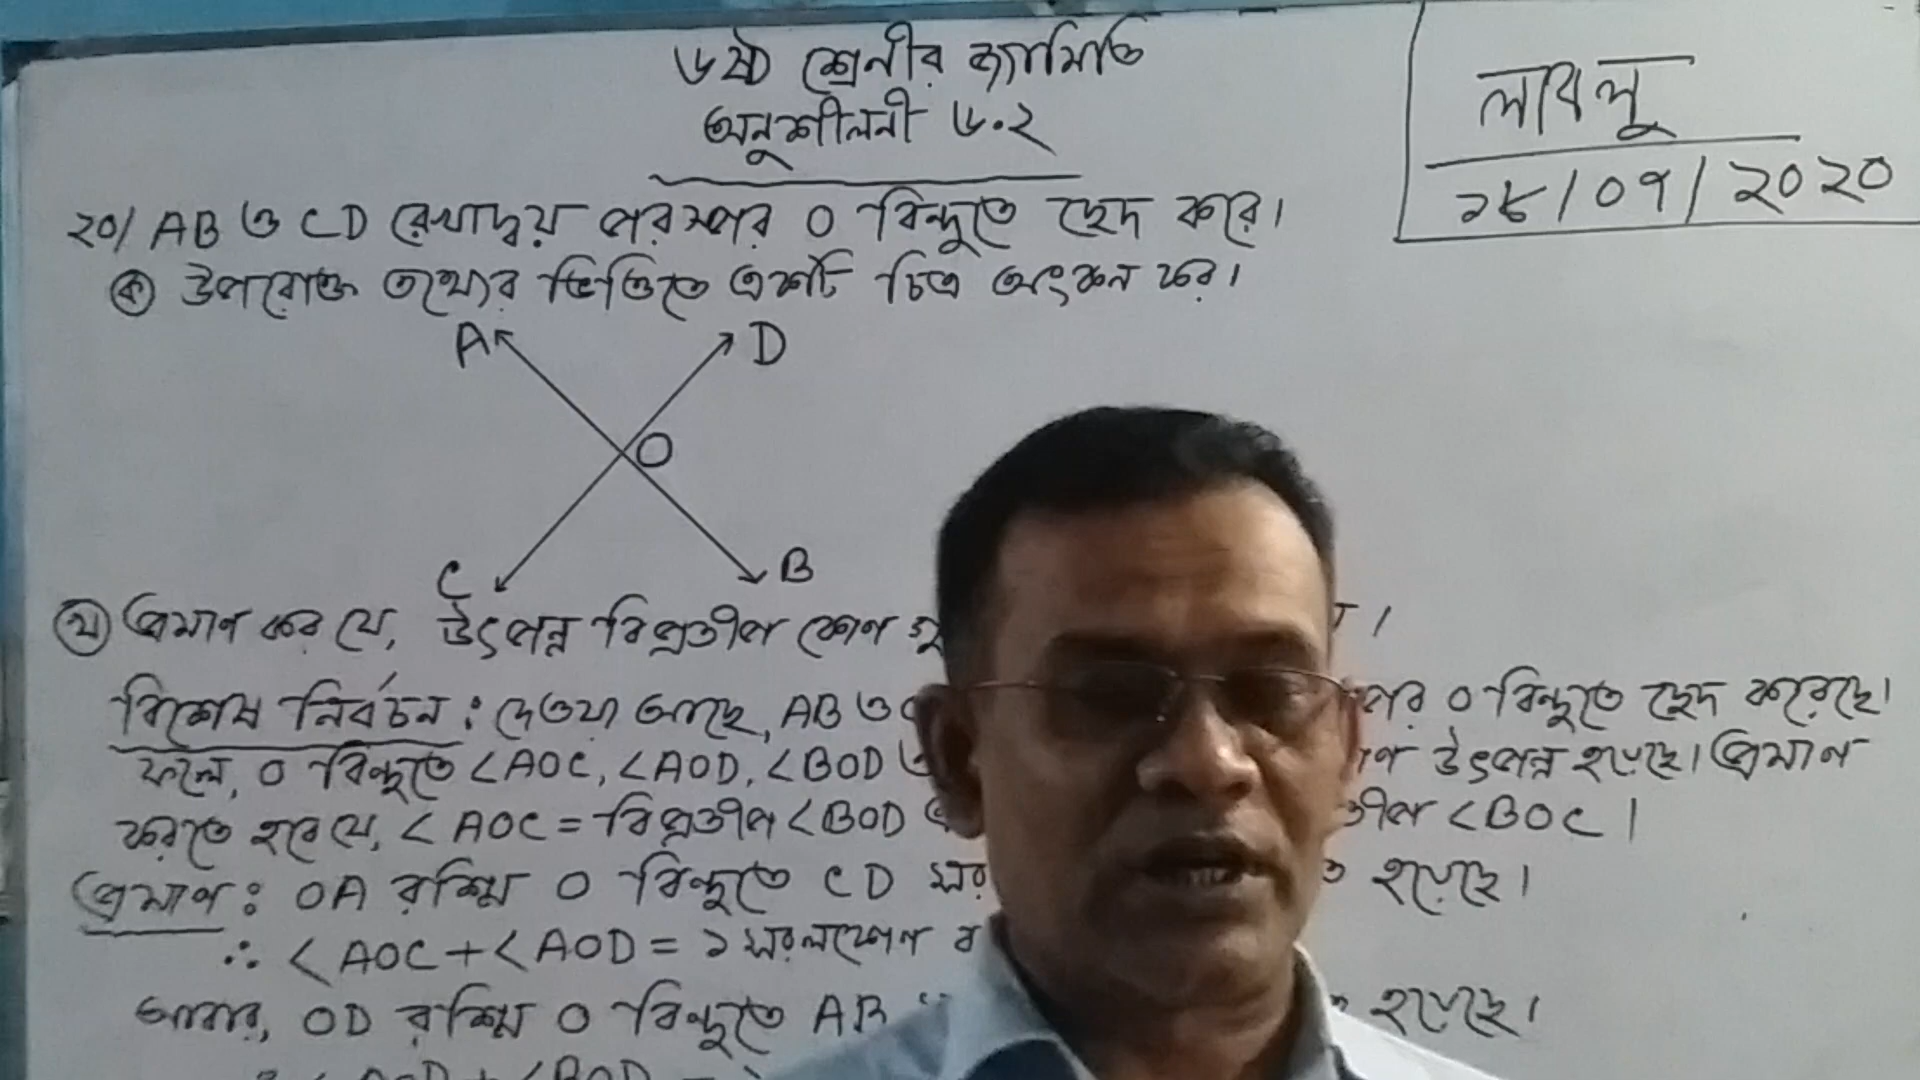 ৬ষ্ঠ শ্রেনীর জ্যামিতি
অনুশীলনী ৬.২
লাবলু
২৮/০৭/২০২০
২০/ AB ও CD রেখাদ্বয় পরস্পর O বিন্দুতে ছেদ করে।
ক উপরোক্ত তথ্যের ভিত্তিতে একটি চিত্র অংকন কর।
A D
O
C B
খ প্রমাণ কর যে, উৎপন্ন বিপ্রতীপ কোণ ।
বিশেষ নির্বচন : দেওয়া আছে, AB ও O বিন্দুতে ছেদ করেছে।
ফলে, O বিন্দুতে <AOC, <AOD, <BOD উৎপন্ন হয়েছে। প্রমাণ
করতে হবে যে, <AOC = বিপ্রতীপ <BOD <BOC |
প্রমাণ : OA রশ্মি O বিন্দুতে CD হয়েছে।
∴ <AOC + <AOD = ১ সরলকোণ
আবার, OD রশ্মি O বিন্দুতে AB হয়েছে।